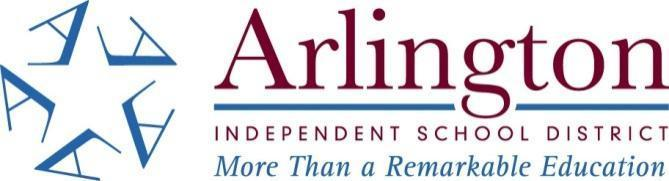 A A A A A
Arlington
INDEPENDENT SCHOOL DISTRICT
More Than a Remarkable Education